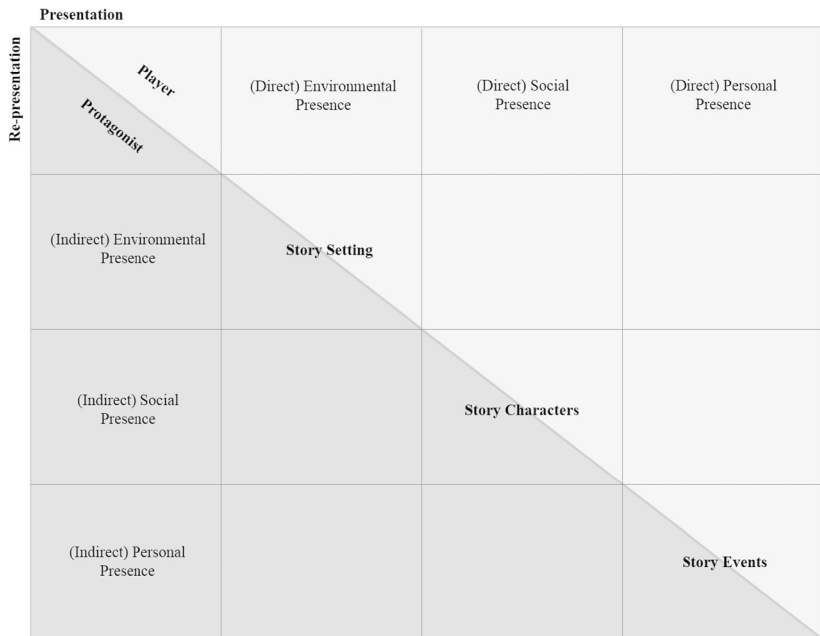 Presentation
Re-presentation
Player
Protagonist
(Direct) Environmental
Presence
(Direct) Social
Presence
(Direct) Personal
Presence
(Indirect) Environmental
Presence
Story Setting
(Indirect) Social
Presence
Story Characters
(Indirect) Personal
Presence
Story Events